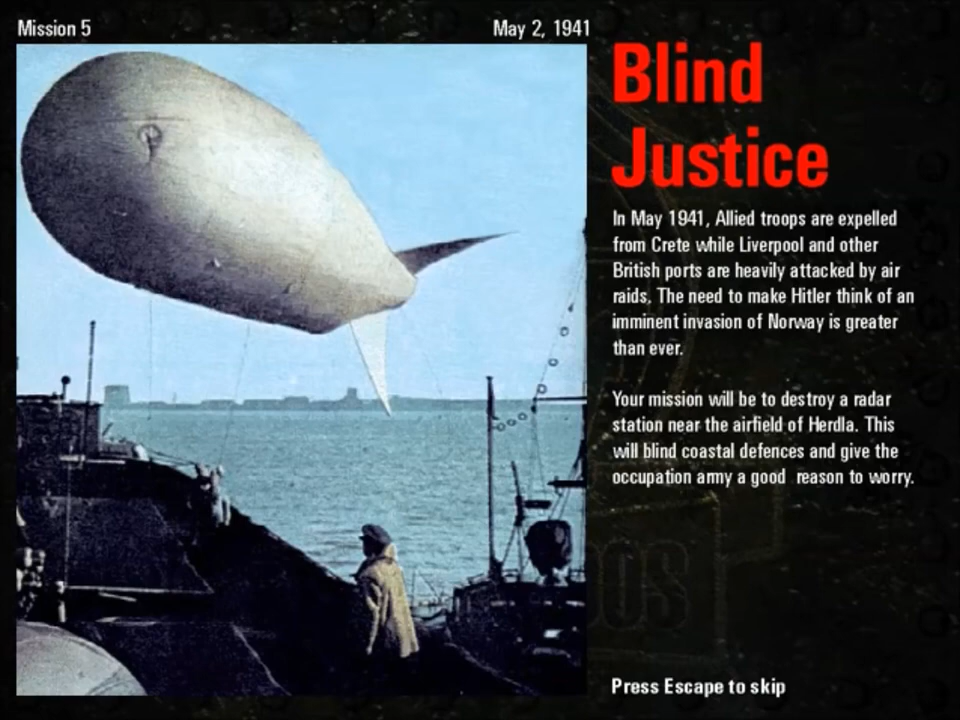 Mission 5
May 2, 1941
Blind
Justice
In May 1941, Allied troops are expelled
from Crete while Liverpool and other
British ports are heavily attacked by air
raids. The need to make Hitler think of an
imminent invasion of Norway is greater
than ever.
Your mission will be to destroy a radar
station near the airfield of Herdla. This
will blind coastal defences and give the
occupation army a good  reason to worry.
OS
Press Escape to skip